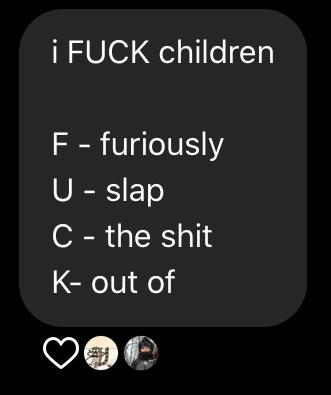 i FUCK children
F - furiously
U - slap
C - the shit
K- out of